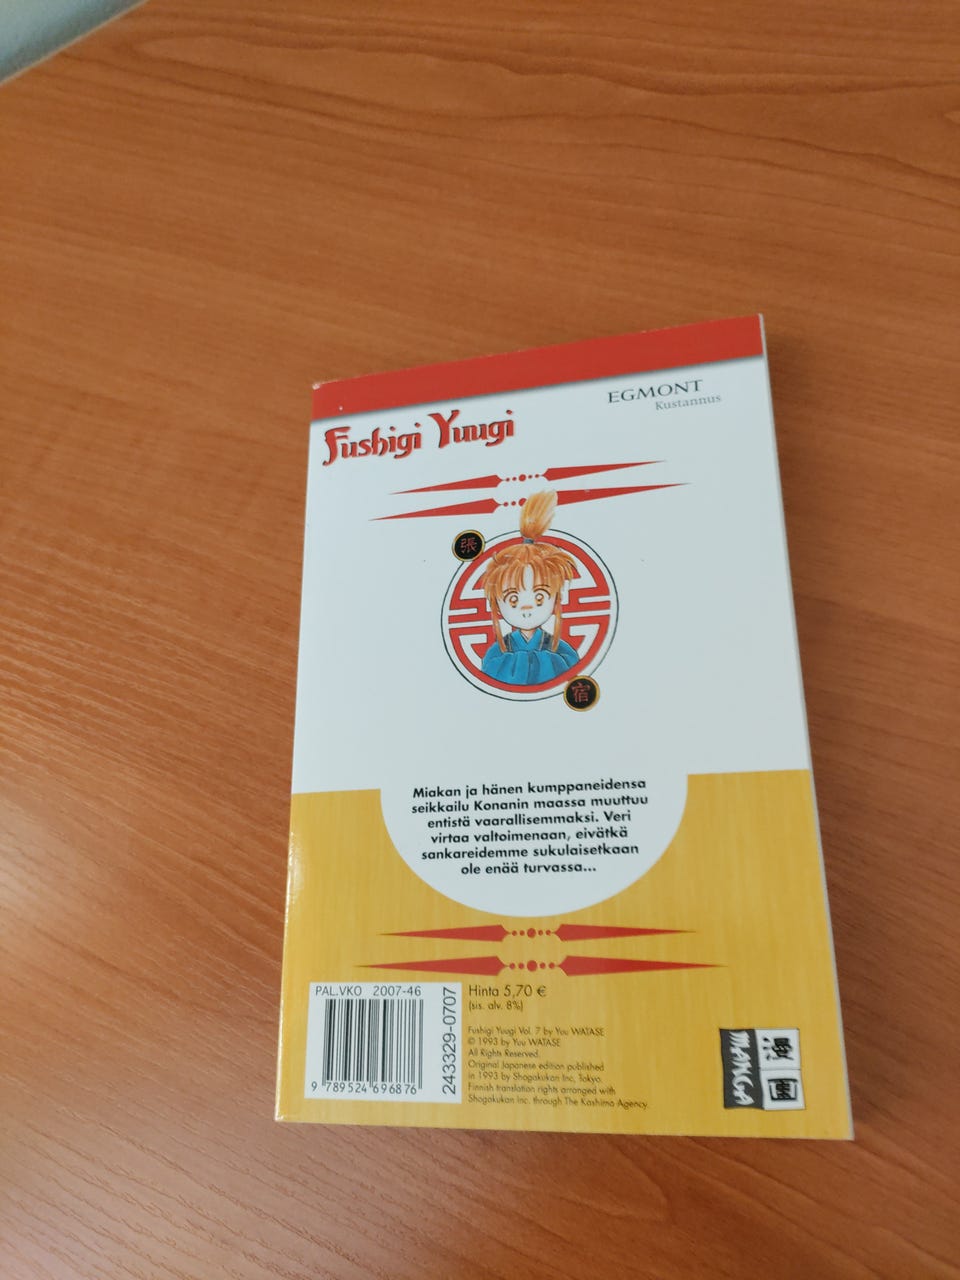 EGMONT
Kustannus
Fushigi Yuugi
張
宿
Miakan ja hänen kumppaneidensa
seikkailu Konanin maassa muuttuu
entistä vaarallisemmaksi. Veri
virtaa valtoimenaan, eivätkä
sankareidemme sukulaisetkaan
ole enää turvassa...
PAL.VKO 2007-46
9 789524 696876
243329-0707
Hinta 5,70 €
(sis. alv. 8%)
Fushigi Yuugi Vol. 7 by Yuu WATASE
© 1993 by Yuu WATASE
All Rights Reserved.
Original Japanese edition published
in 1993 by Shogakukan Inc, Tokyo.
Finnish translation rights arranged with
Shogakukan Inc. through The Kashima Agency.
MANGA
漫
画